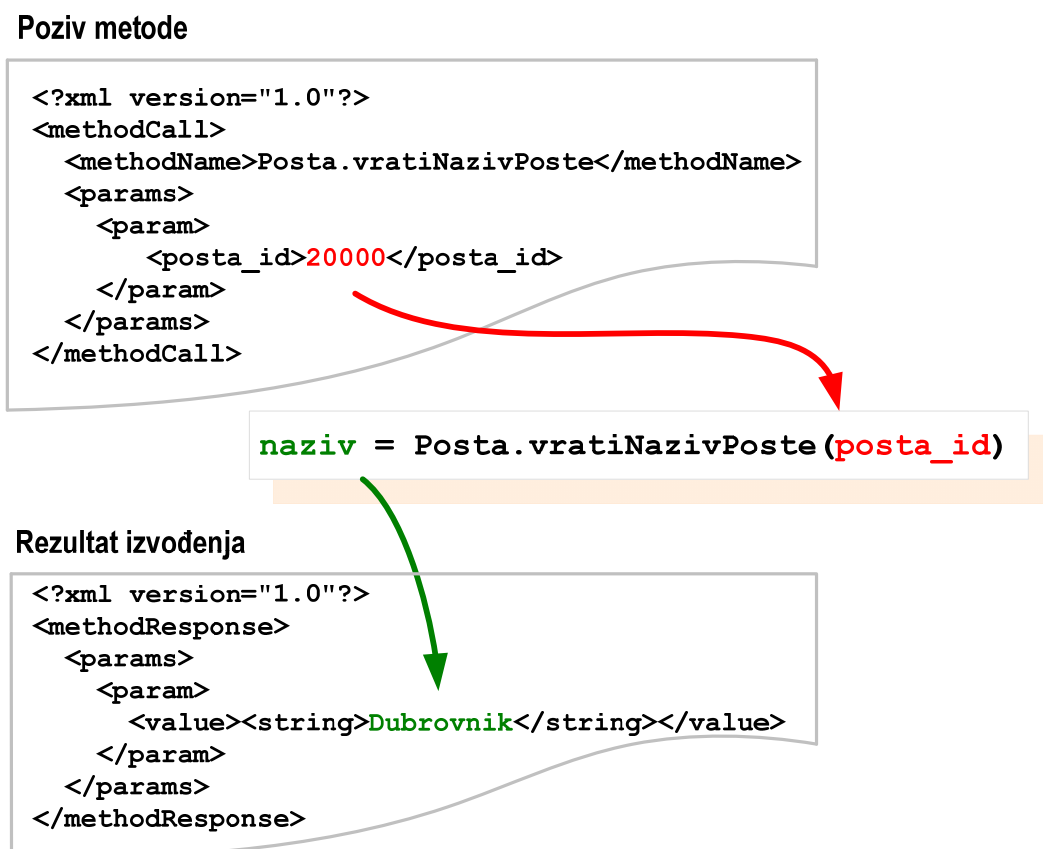 Poziv metode
<?xml version="1.0"?>
<methodCall>
<methodName>Posta.vratiNazivPoste</methodName>
<params>
<param>
<posta_id>20000</posta_id>
</param>
</params>
</methodCall>
naziv = Posta.vratiNazivPoste(posta_id)
Rezultat izvođenja
<?xml version="1.0"?>
<methodResponse>
<params>
<param>
<value><string>Dubrovnik</string></value>
</param>
</params>
</methodResponse>